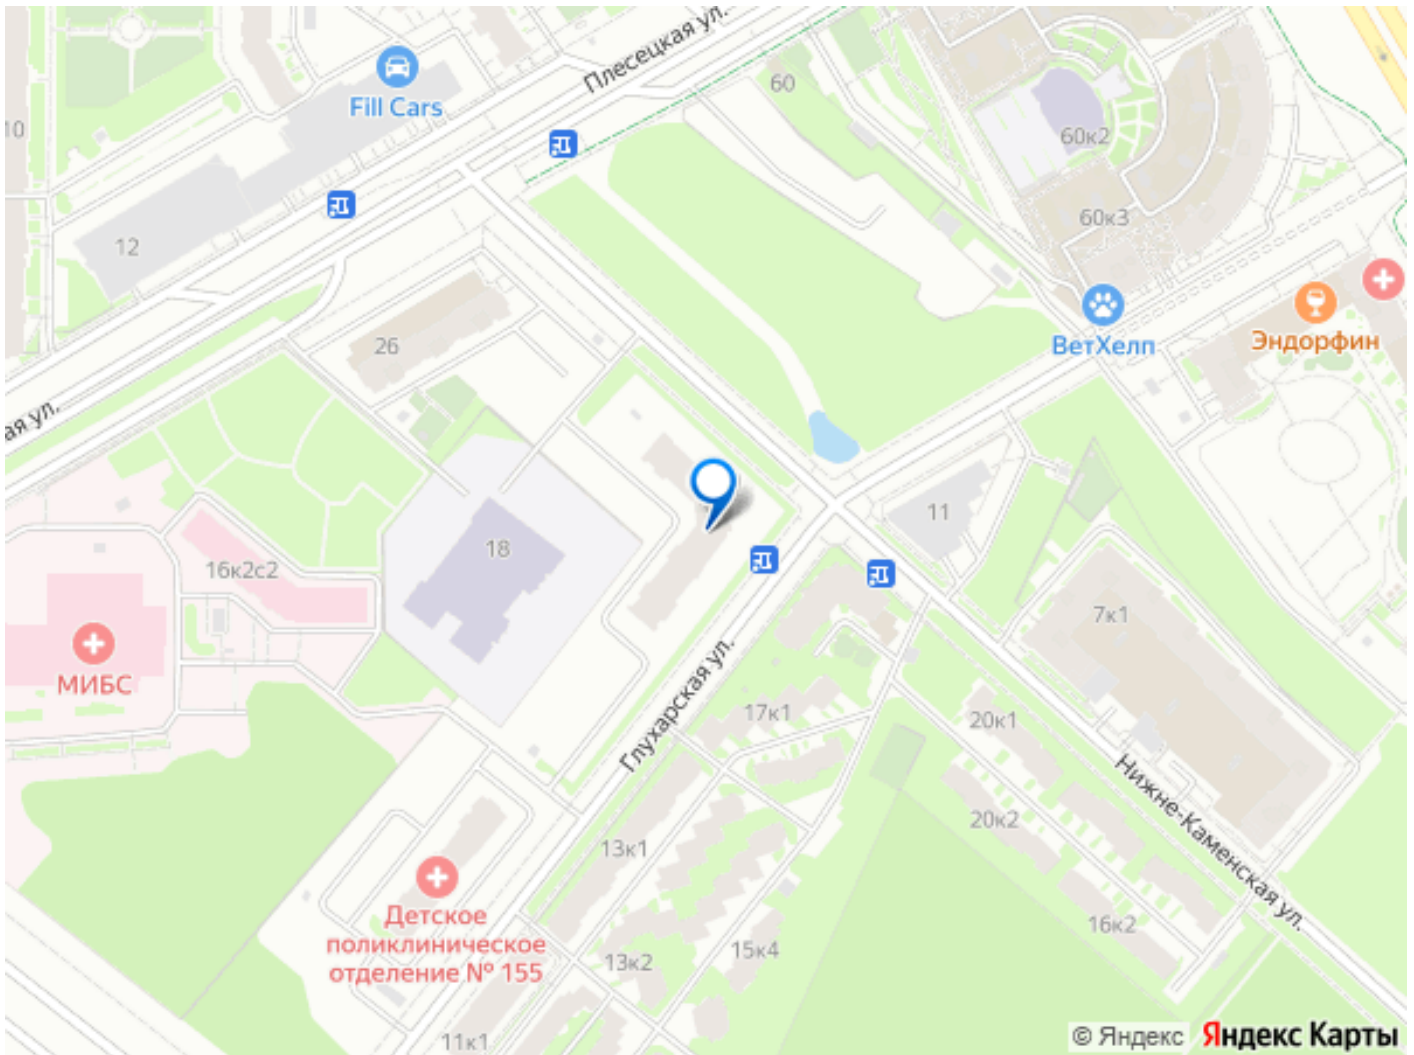 Плесецкая ул.
60
Fill Cars
10
60к2
60к3
12
26
ВетХелп
Эндорфин
ая ул.
18
11
16к2с2
7к1
МИБС
Глухарская ул.
17к1
20к1
Нижне-Каменская ул.
20к2
13к1
Детское
поликлиническое
отделение № 155
16к2
15к4
13к2
11к1
© Яндекс Яндекс Карты